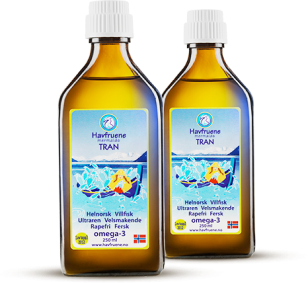 Havfruene
mermaids
TRAN
Helnorsk Villfisk
Ultraren Velsmakende
Rapefri Fersk
omega-3
250 ml
www.havfruene.no
Havfruene
mermaids
TRAN
Helnorsk Villfisk
Ultraren Velsmakende
Rapefri Fersk
omega-3
250 ml
www.havfruene.no